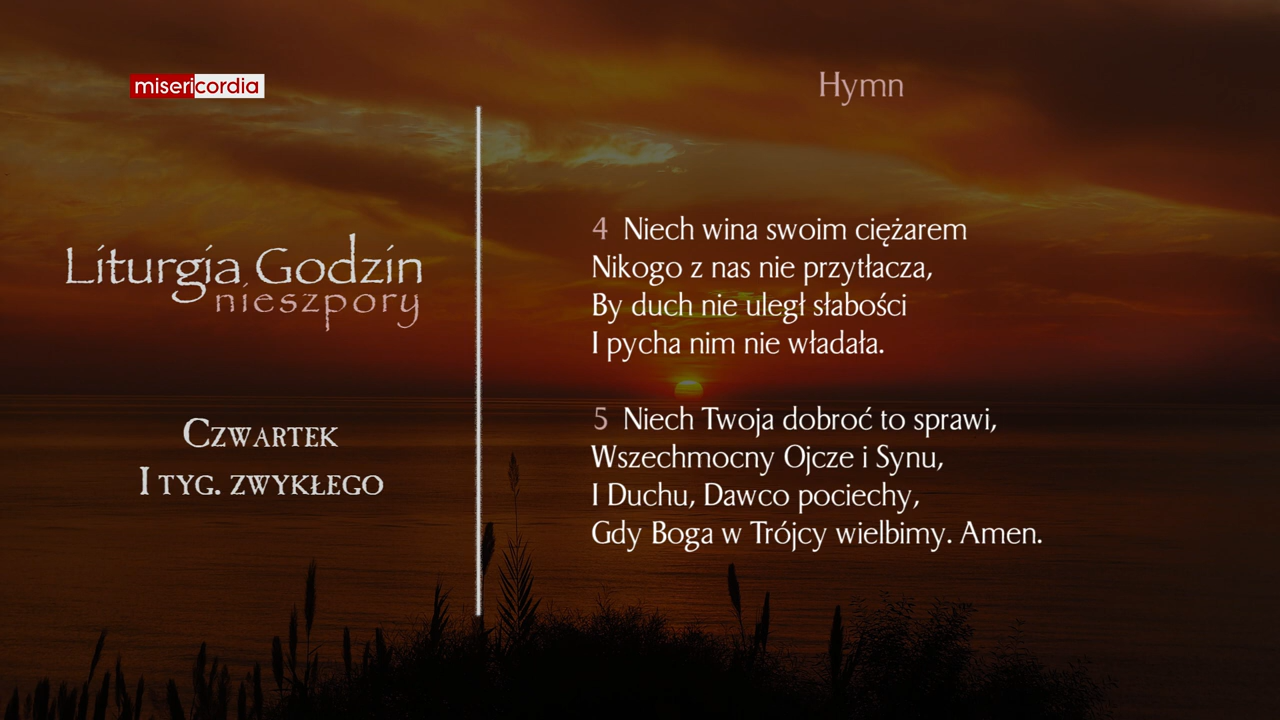 misericordia
Liturgia Godzin
nieszpory
Czwartek
I tyg. zwykłego
Hymn
4 Niech wina swoim ciężarem
Nikogo z nas nie przytłacza,
By duch nie uległ słabości
I pycha nim nie władała.
5 Niech Twoja dobroć to sprawi,
Wszechmocny Ojcze i Synu,
I Duchu, Dawco pociechy,
Gdy Boga w Trójcy wielbimy. Amen.